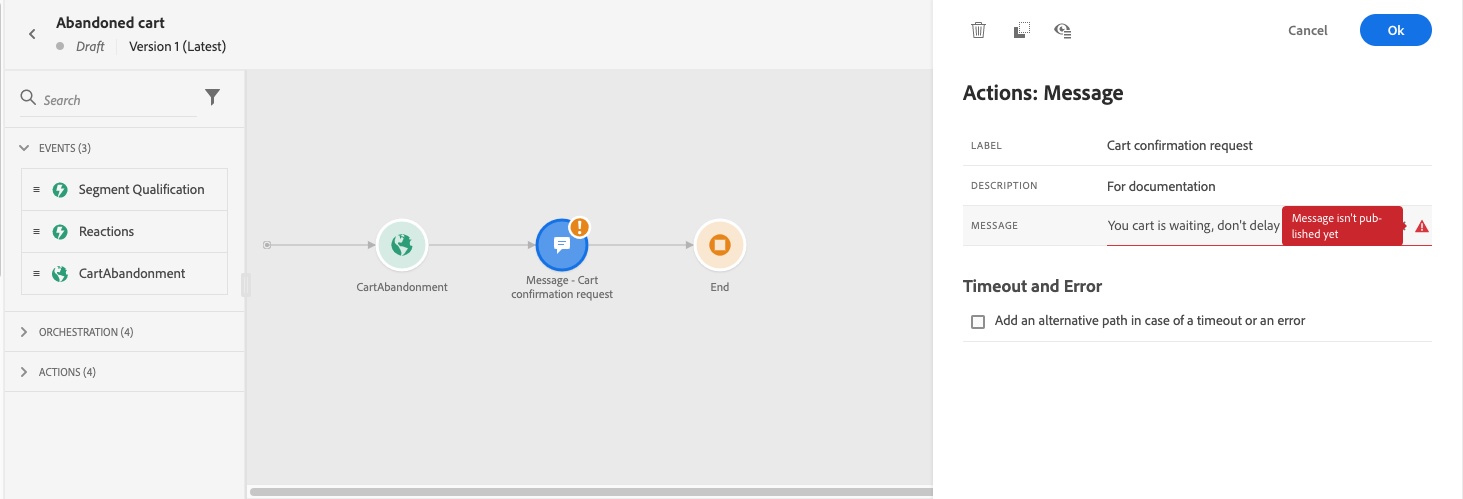 Abandoned cart
Draft
Version 1 (Latest)
Search
EVENTS (3)
Segment Qualification
Reactions
CartAbandonment
ORCHESTRATION (4)
ACTIONS (4)
CartAbandonment
Message - Cart
confirmation request
End
Cancel
Ok
Actions: Message
LABEL
Cart confirmation request
DESCRIPTION
For documentation
MESSAGE
You cart is waiting, don't delay
Message isn't pub-
lished yet
Timeout and Error
Add an alternative path in case of a timeout or an error